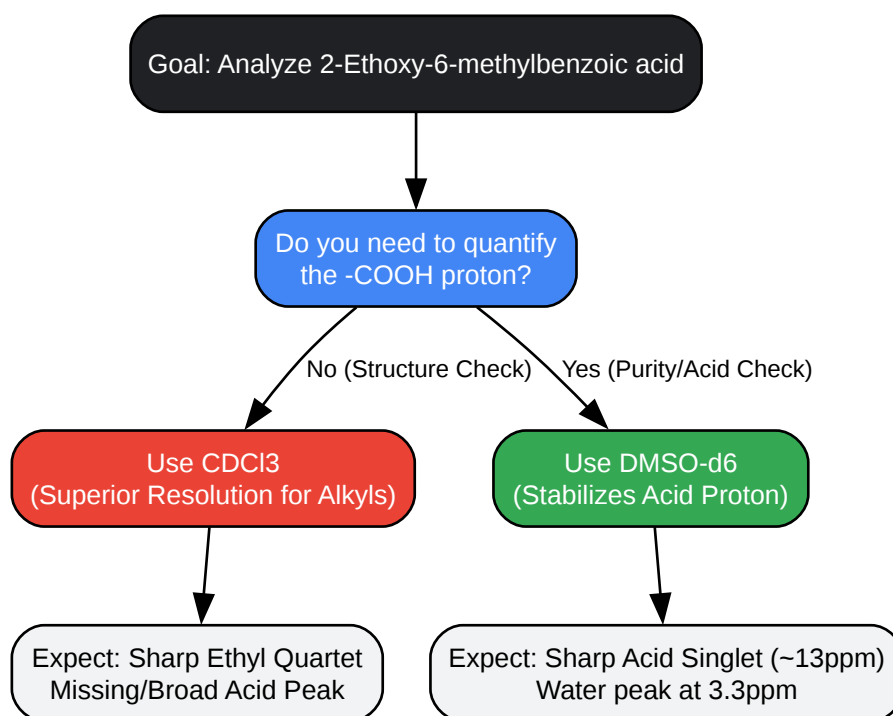 Goal: Analyze 2-Ethoxy-6-methylbenzoic acid
Do you need to quantify
the -COOH proton?
No (Structure Check)
Yes (Purity/Acid Check)
Use CDCl3
(Superior Resolution for Alkyls)
Use DMSO-d6
(Stabilizes Acid Proton)
Expect: Sharp Ethyl Quartet
Missing/Broad Acid Peak
Expect: Sharp Acid Singlet (~13ppm)
Water peak at 3.3ppm